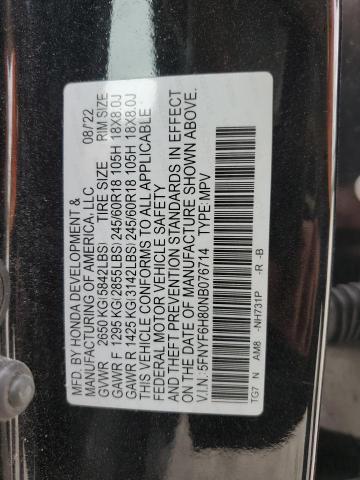 MFD. BY HONDA DEVELOPMENT &
MANUFACTURING OF AMERICA, LLC 08/22
GVWR 2650 KG(5842LBS) TIRE SIZE RIM SIZE
GAWR F 1295 KG(2855LBS) 245/60R18 105H 18X8.0J
GAWR R 1425 KG(3142LBS) 245/60R18 105H 18X8.0J
THIS VEHICLE CONFORMS TO ALL APPLICABLE
FEDERAL MOTOR VEHICLE SAFETY
AND THEFT PREVENTION STANDARDS IN EFFECT
ON THE DATE OF MANUFACTURE SHOWN ABOVE.
V.I.N.: 5FNYF6H80NB076714 TYPE: MPV
TG7 N AM8 -NH731P -R -B